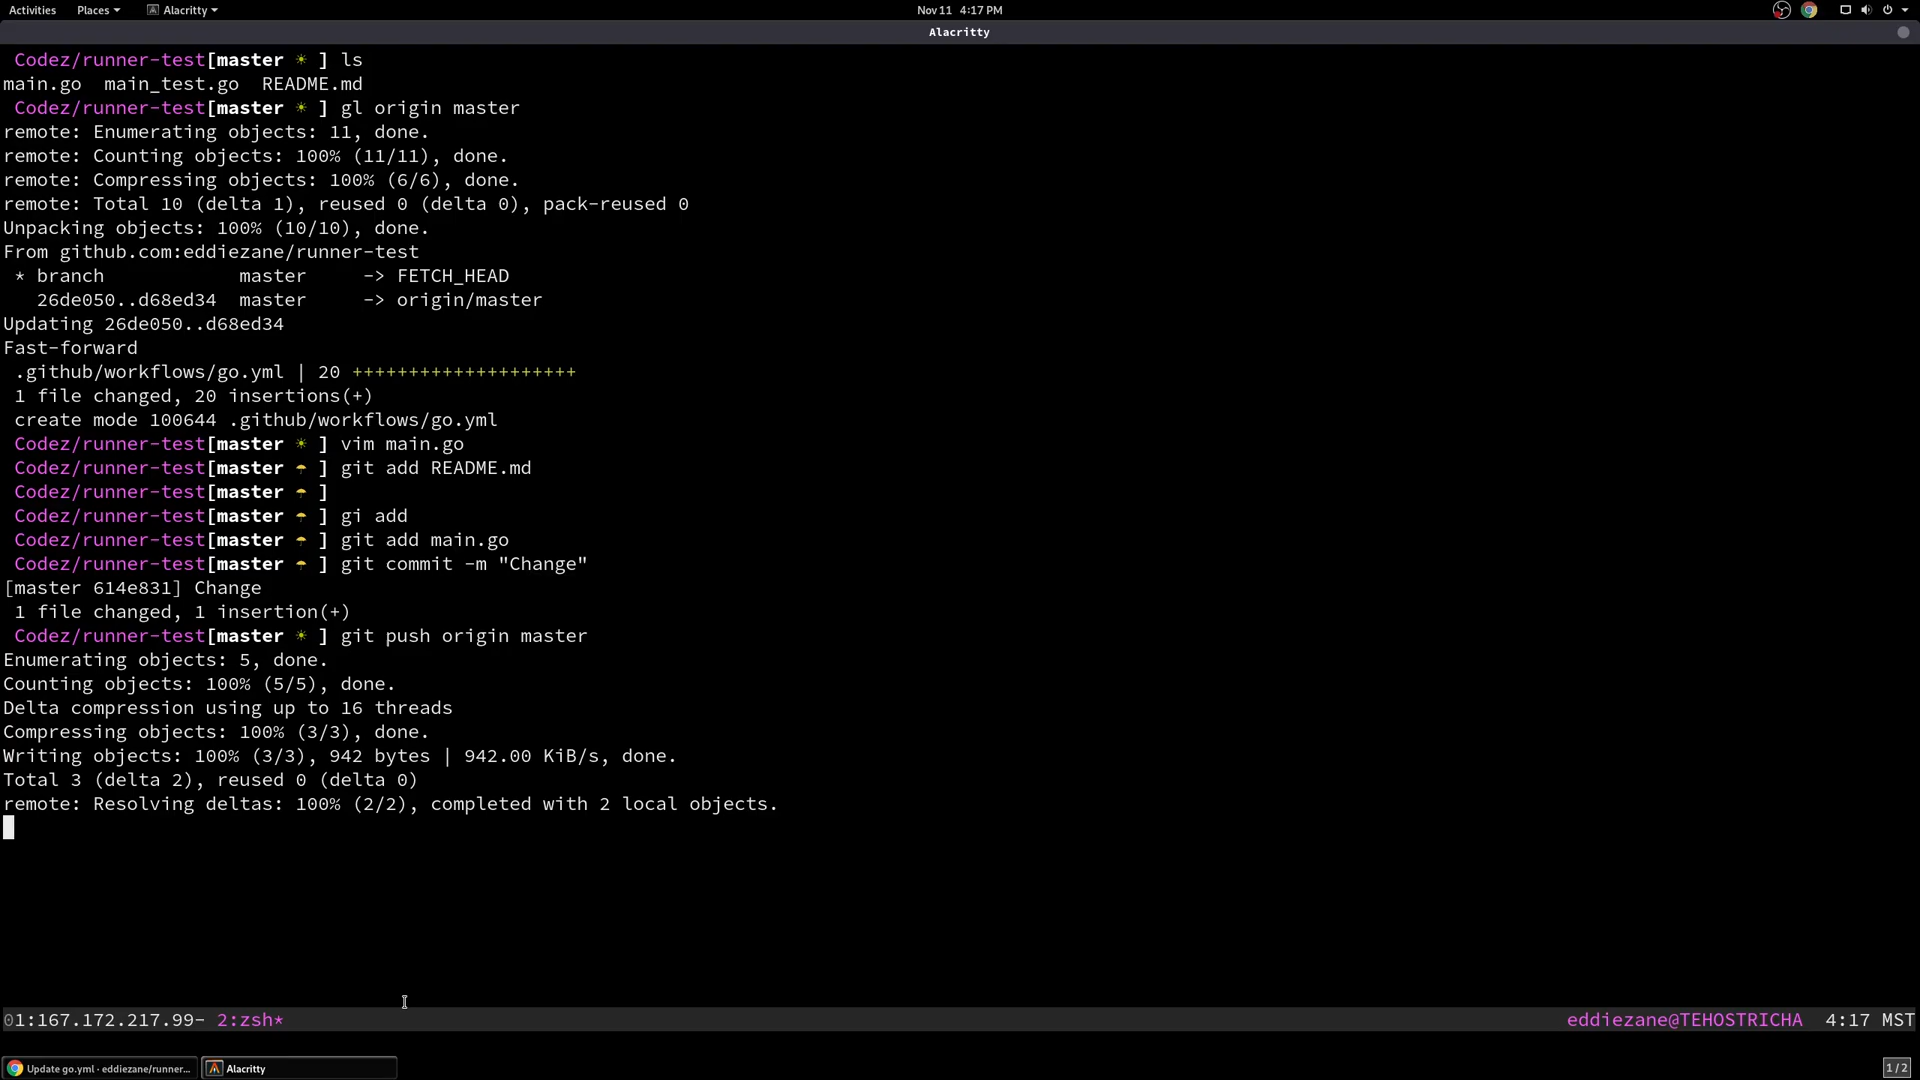 Activities Places Alacritty Nov 11 4:17 PM
Alacritty
Codez/runner-test[master ☀ ] ls
main.go main_test.go README.md
Codez/runner-test[master ☀ ] gl origin master
remote: Enumerating objects: 11, done.
remote: Counting objects: 100% (11/11), done.
remote: Compressing objects: 100% (6/6), done.
remote: Total 10 (delta 1), reused 0 (delta 0), pack-reused 0
Unpacking objects: 100% (10/10), done.
From github.com:eddiezane/runner-test
* branch master -> FETCH_HEAD
26de050..d68ed34 master -> origin/master
Updating 26de050..d68ed34
Fast-forward
.github/workflows/go.yml | 20 ++++++++++++++++++++
1 file changed, 20 insertions(+)
create mode 100644 .github/workflows/go.yml
Codez/runner-test[master ☀ ] vim main.go
Codez/runner-test[master ☂ ] git add README.md
Codez/runner-test[master ☂ ]
Codez/runner-test[master ☂ ] gi add
Codez/runner-test[master ☂ ] git add main.go
Codez/runner-test[master ☂ ] git commit -m "Change"
[master 614e831] Change
1 file changed, 1 insertion(+)
Codez/runner-test[master ☀ ] git push origin master
Enumerating objects: 5, done.
Counting objects: 100% (5/5), done.
Delta compression using up to 16 threads
Compressing objects: 100% (3/3), done.
Writing objects: 100% (3/3), 942 bytes | 942.00 KiB/s, done.
Total 3 (delta 2), reused 0 (delta 0)
remote: Resolving deltas: 100% (2/2), completed with 2 local objects.
01:167.172.217.99- 2:zsh* eddiezane@TEHOSTRICHA 4:17 MST
Update go.yml · eddiezane/runner... Alacritty 1/2